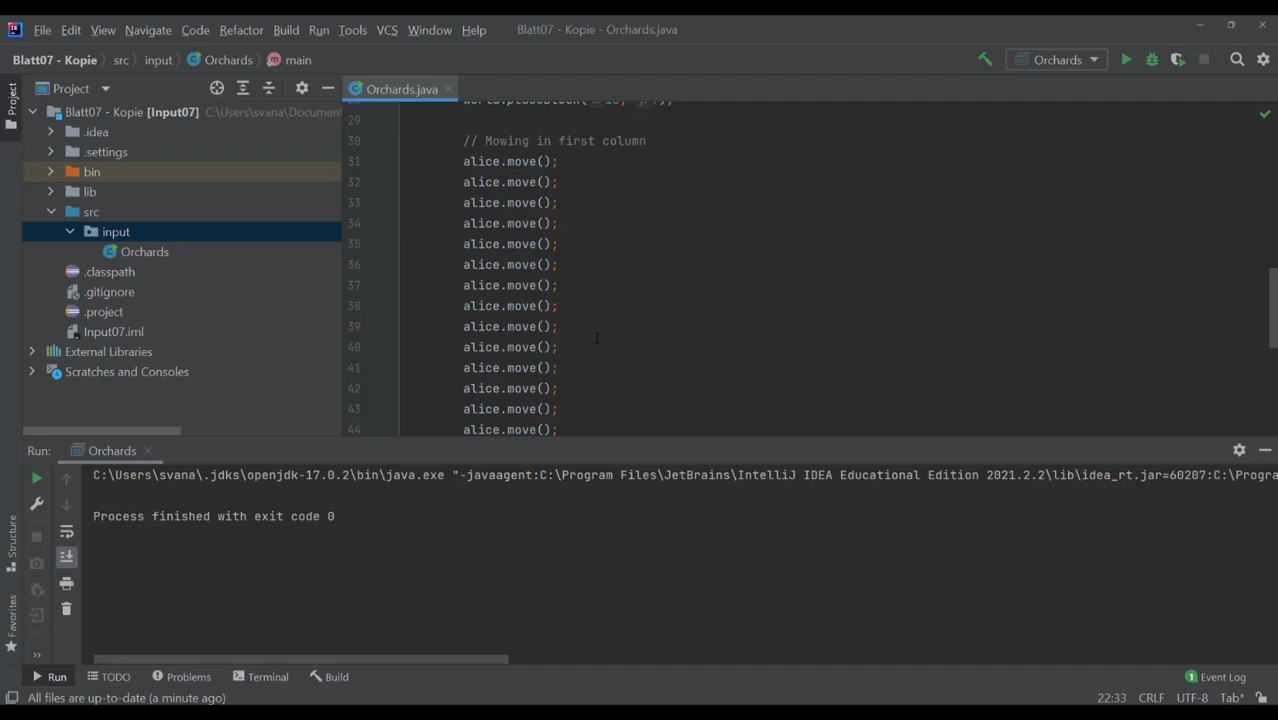 File Edit View Navigate Code Refactor Build Run Tools VCS Window Help Blatt07 - Kopie - Orchards.java
Blatt07 - Kopie src input Orchards main Orchards
Project
Project
Orchards.java
Blatt07 - Kopie [Input07] C:\Users\svana\Document
.idea
.settings
bin
lib
src
input
Orchards
.classpath
.gitignore
.project
Input07.iml
External Libraries
Scratches and Consoles
29
30 // Mowing in first column
31 alice.move();
32 alice.move();
33 alice.move();
34 alice.move();
35 alice.move();
36 alice.move();
37 alice.move();
38 alice.move();
39 alice.move();
40 alice.move();
41 alice.move();
42 alice.move();
43 alice.move();
44 alice.move();
Run: Orchards
C:\Users\svana\.jdks\openjdk-17.0.2\bin\java.exe "-javaagent:C:\Program Files\JetBrains\IntelliJ IDEA Educational Edition 2021.2.2\lib\idea_rt.jar=60207:C:\Progra
Process finished with exit code 0
Structure
Favorites
Run TODO Problems Terminal Build 1 Event Log
All files are up-to-date (a minute ago) 22:33 CRLF UTF-8 Tab*